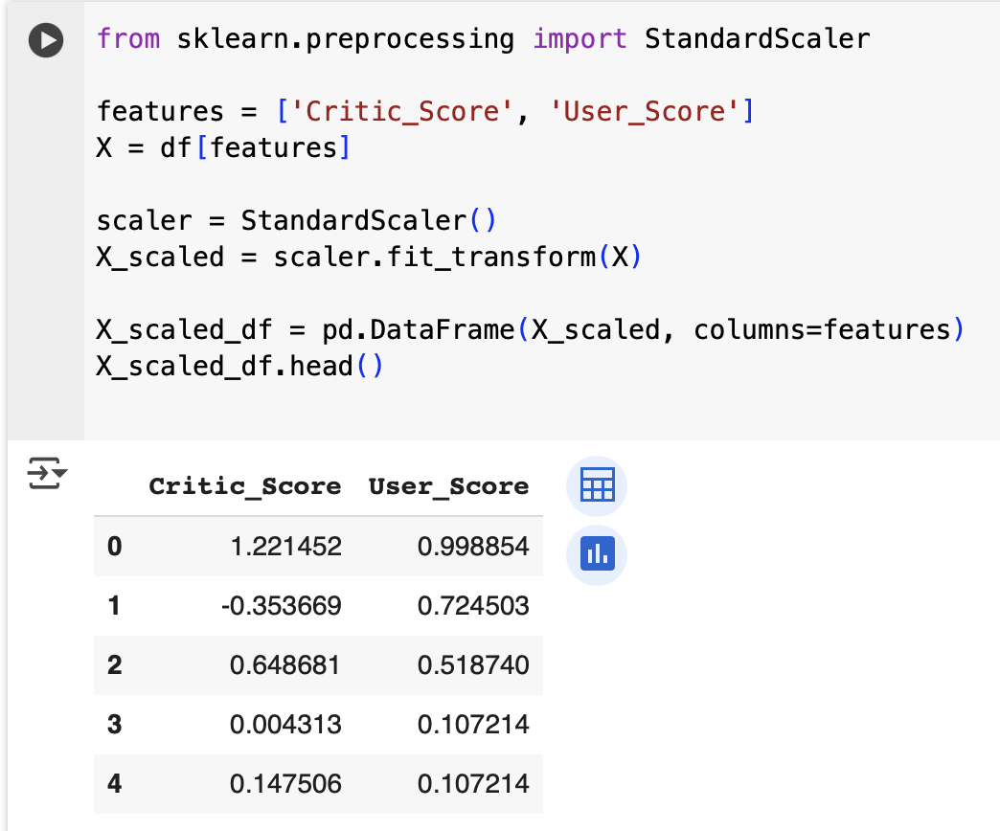 from sklearn.preprocessing import StandardScaler
features = ['Critic_Score', 'User_Score']
X = df[features]
scaler = StandardScaler()
X_scaled = scaler.fit_transform(X)
X_scaled_df = pd.DataFrame(X_scaled, columns=features)
X_scaled_df.head()
Critic_Score User_Score
0 1.221452 0.998854
1 -0.353669 0.724503
2 0.648681 0.518740
3 0.004313 0.107214
4 0.147506 0.107214